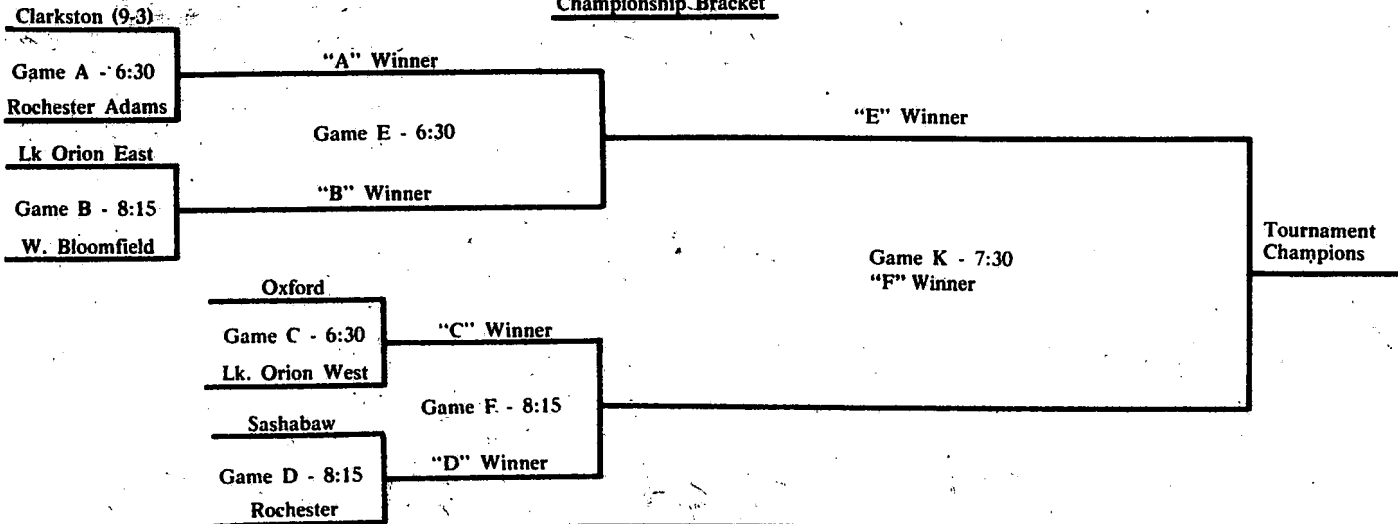 Championship Bracket
Clarkston (9-3)
Game A - 6:30
Rochester Adams
"A" Winner
Game E - 6:30
Lk Orion East
Game B - 8:15
W. Bloomfield
"B" Winner
"E" Winner
Game K - 7:30
"F" Winner
Tournament
Champions
Oxford
Game C - 6:30
Lk. Orion West
"C" Winner
Game F - 8:15
Sashabaw
Game D - 8:15
Rochester
"D" Winner